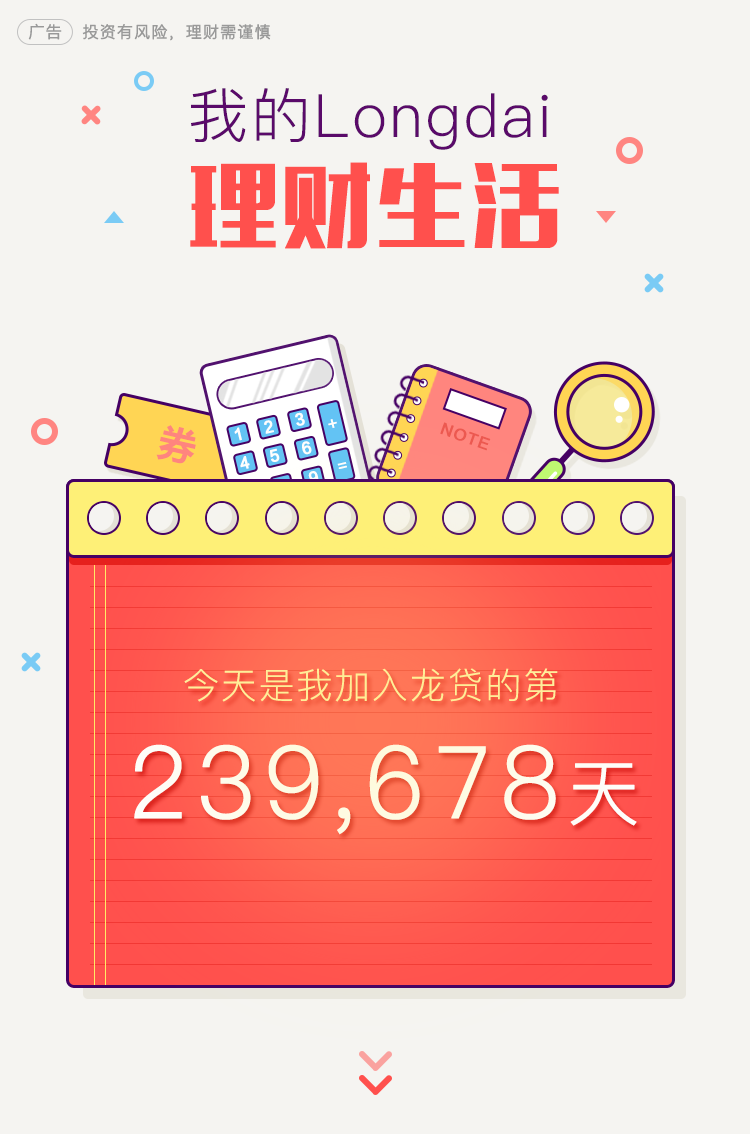 广告 投资有风险，理财需谨慎
我的Longdai
理财生活
券
1 2 3 +
4 5 6
9 =
NOTE
今天是我加入龙贷的第
239,678天